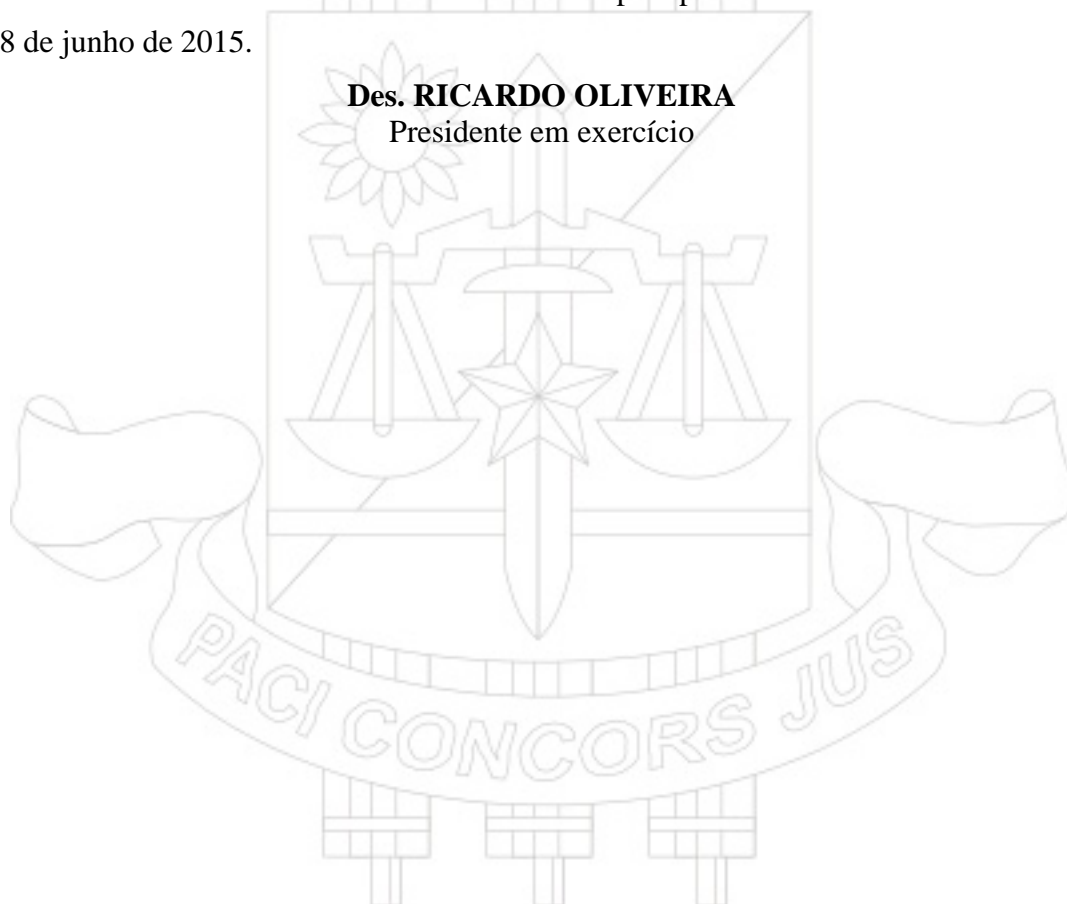 8 de junho de 2015.
Des. RICARDO OLIVEIRA
Presidente em exercício
PACI CONCORS JUS